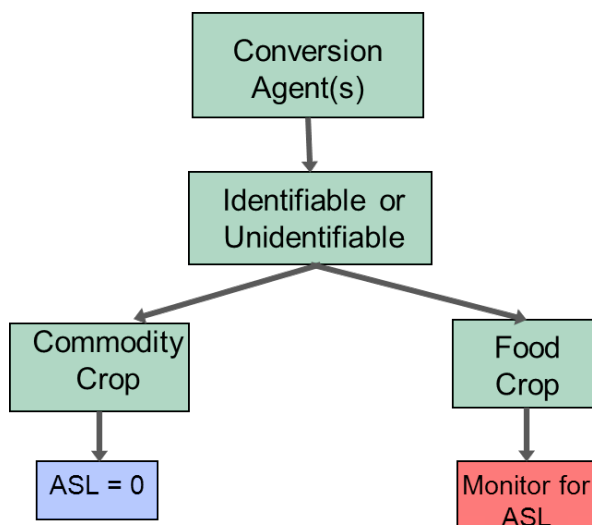 Conversion
Agent(s)
Identifiable or
Unidentifiable
Commodity
Crop
Food
Crop
ASL = 0
Monitor for
ASL